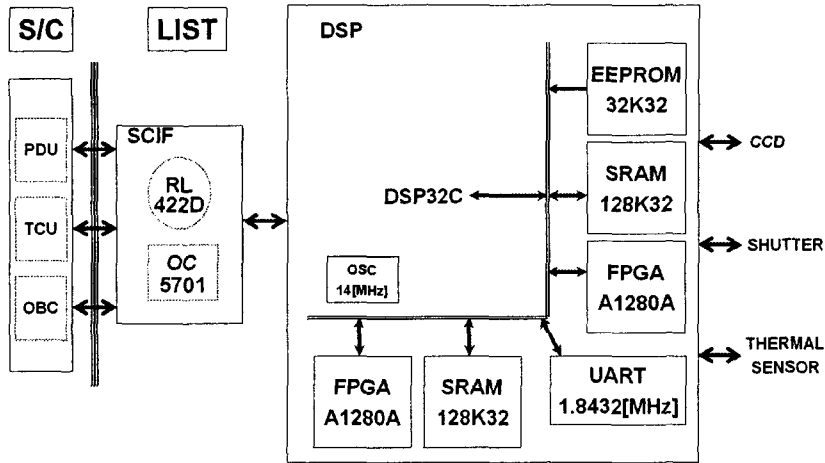 S/C
LIST
DSP
PDU
TCU
OBC
SCIF
RL
422D
OC
5701
DSP32C
OSC
14[MHz]
EEPROM
32K32
SRAM
128K32
FPGA
A1280A
FPGA
A1280A
SRAM
128K32
UART
1.8432[MHz]
CCD
SHUTTER
THERMAL
SENSOR